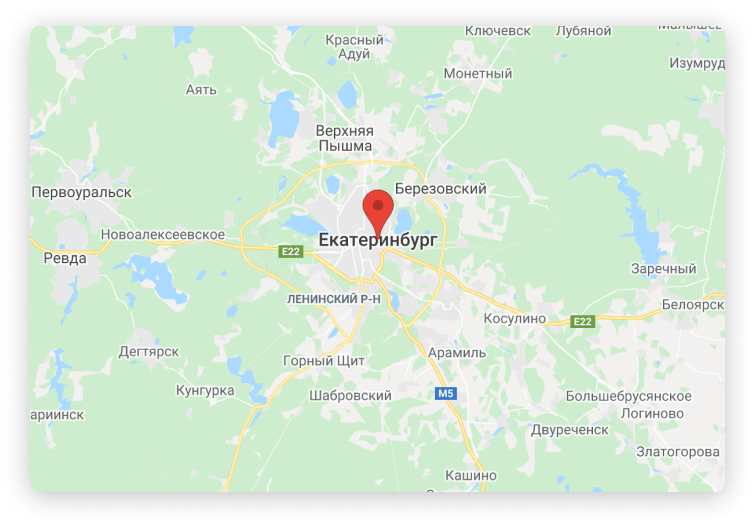 Ключевск
Лубяной
Красный
Адуй
Изумруд
Монетный
Аять
Верхняя
Пышма
Первоуральск
Березовский
Новоалексеевское
Екатеринбург
E22
Ревда
Заречный
ЛЕНИНСКИЙ Р-Н
Белоярск
Косулино
E22
Дегтярск
Арамиль
Горный Щит
Кунгурка
Шабровский
M5
Большебрусянское
Логиново
ариинск
Двуреченск
Златогорова
Кашино